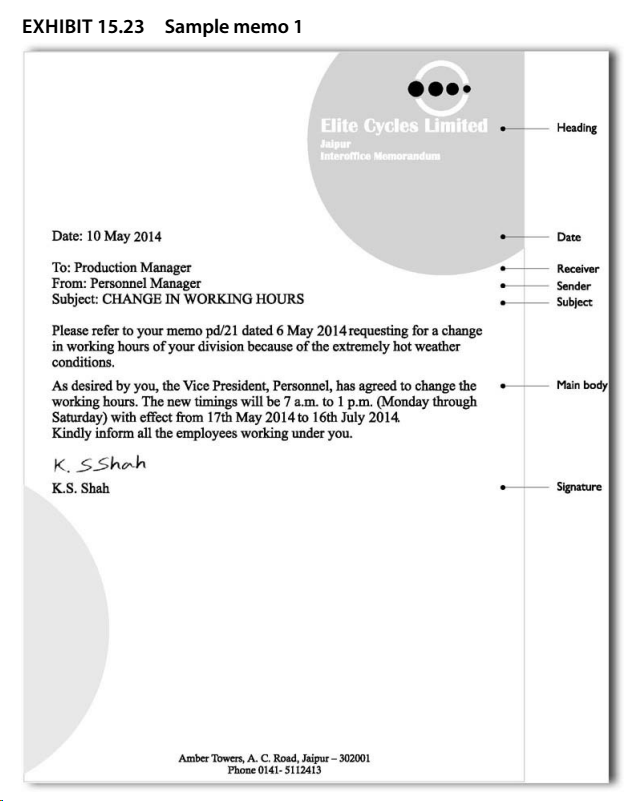 EXHIBIT 15.23 Sample memo 1
Elite Cycles Limited
Jaipur
Interoffice Memorandum
Heading
Date: 10 May 2014
Date
To: Production Manager
Receiver
From: Personnel Manager
Sender
Subject: CHANGE IN WORKING HOURS
Subject
Please refer to your memo pd/21 dated 6 May 2014 requesting for a change
in working hours of your division because of the extremely hot weather
conditions.
As desired by you, the Vice President, Personnel, has agreed to change the
Main body
working hours. The new timings will be 7 a.m. to 1 p.m. (Monday through
Saturday) with effect from 17th May 2014 to 16th July 2014.
Kindly inform all the employees working under you.
K. S Shah
K.S. Shah
Signature
Amber Towers, A. C. Road, Jaipur – 302001
Phone 0141- 5112413